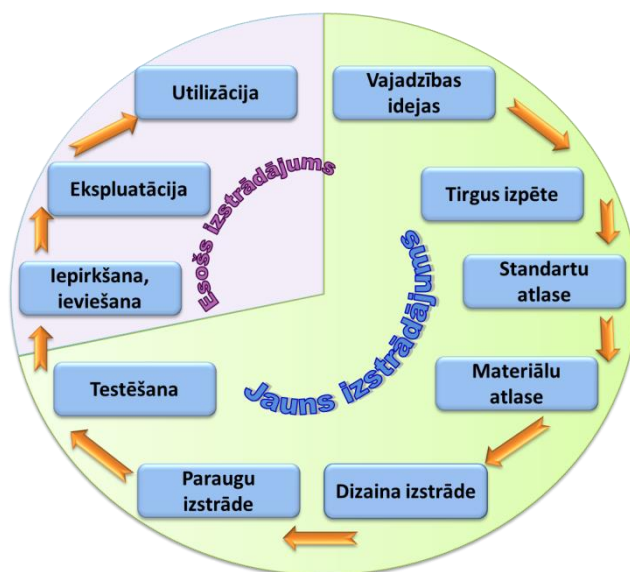 Vajadzības
idejas
Tirgus izpēte
Standartu
atlase
Materiālu
atlase
Dizaina izstrāde
Paraugu
izstrāde
Testēšana
Iepirkšana,
ieviešana
Ekspluatācija
Utilizācija
Esošs izstrādājums
Jauns izstrādājums